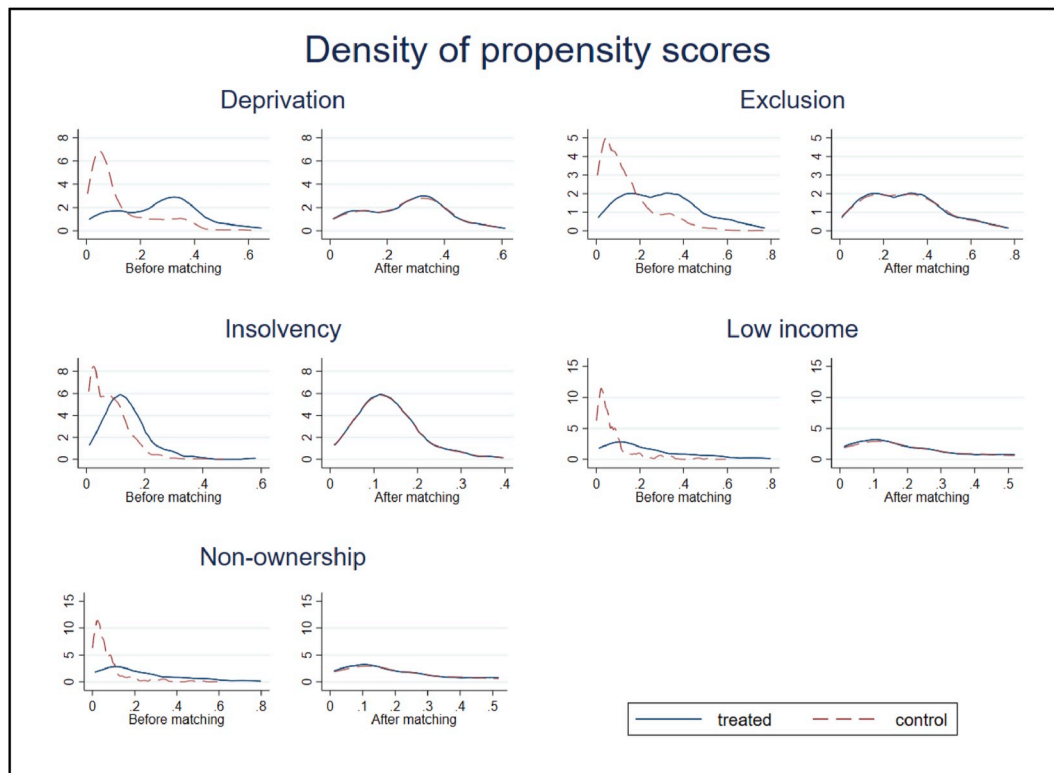 Density of propensity scores
Deprivation
8
6
4
2
0
0 .2 .4 .6
Before matching
8
6
4
2
0
0 .2 .4 .6
After matching
Exclusion
5
4
3
2
1
0
0 .2 .4 .6 .8
Before matching
5
4
3
2
1
0
0 .2 .4 .6 .8
After matching
Insolvency
8
6
4
2
0
0 .2 .4 .6
Before matching
8
6
4
2
0
0 .1 .2 .3 .4
After matching
Low income
15
10
5
0
0 .2 .4 .6 .8
Before matching
15
10
5
0
0 .1 .2 .3 .4 .5
After matching
Non-ownership
15
10
5
0
0 .2 .4 .6 .8
Before matching
15
10
5
0
0 .1 .2 .3 .4 .5
After matching
treated control